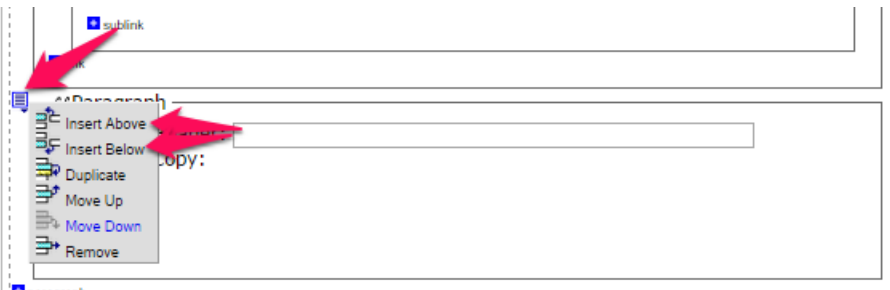 sublink
**Paragraph
Insert Above
Insert Below
copy:
Duplicate
Move Up
Move Down
Remove